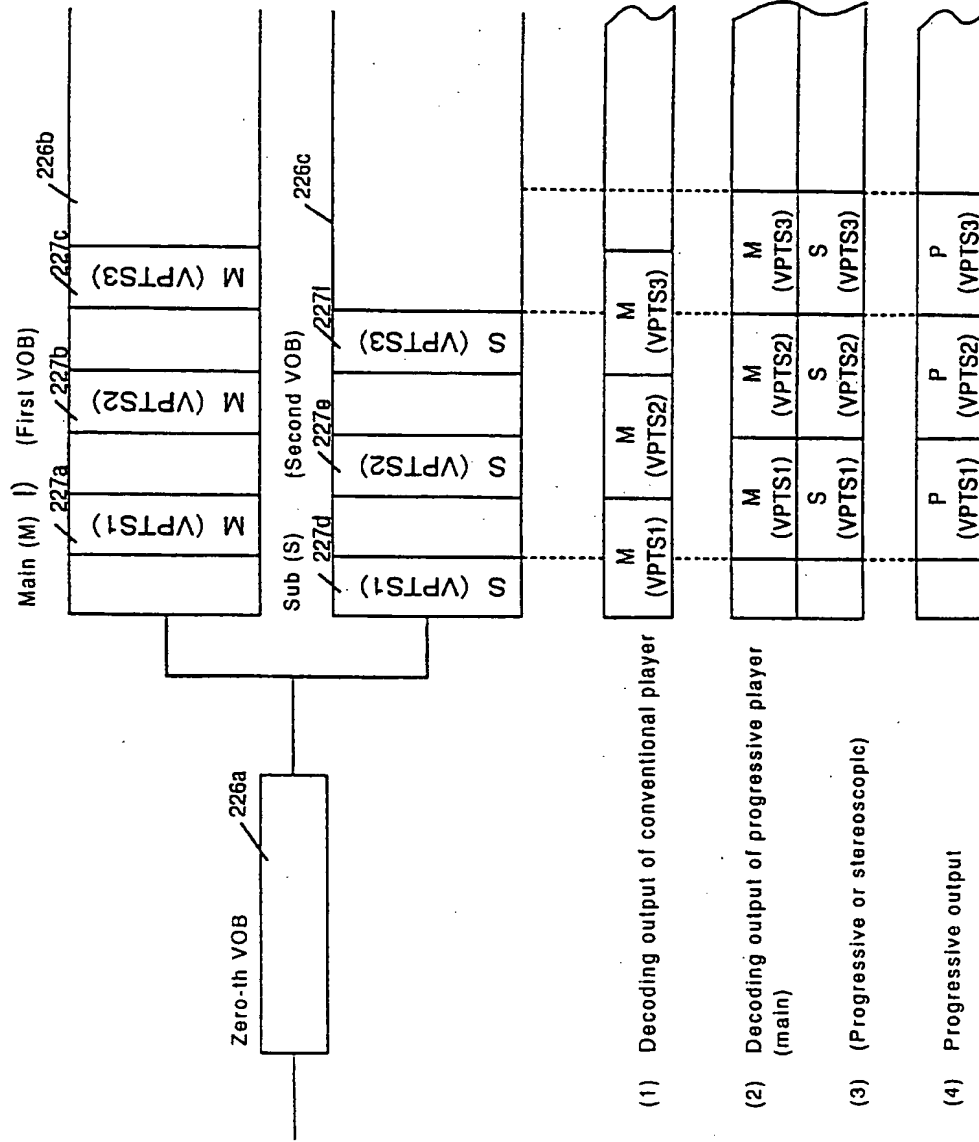 Main (M) I) (First VOB)
227a 227b 227c 226b
M (VPTS1) M (VPTS2) M (VPTS3)
Zero-th VOB
226a
Sub (S) (Second VOB)
227d 227e 227f 226c
S (VPTS1) S (VPTS2) S (VPTS3)
(1) Decoding output of conventional player
M M M
(VPTS1) (VPTS2) (VPTS3)
(2) Decoding output of progressive player
(main)
M M M
(VPTS1) (VPTS2) (VPTS3)
(3) (Progressive or stereoscopic)
S S S
(VPTS1) (VPTS2) (VPTS3)
(4) Progressive output
P P P
(VPTS1) (VPTS2) (VPTS3)